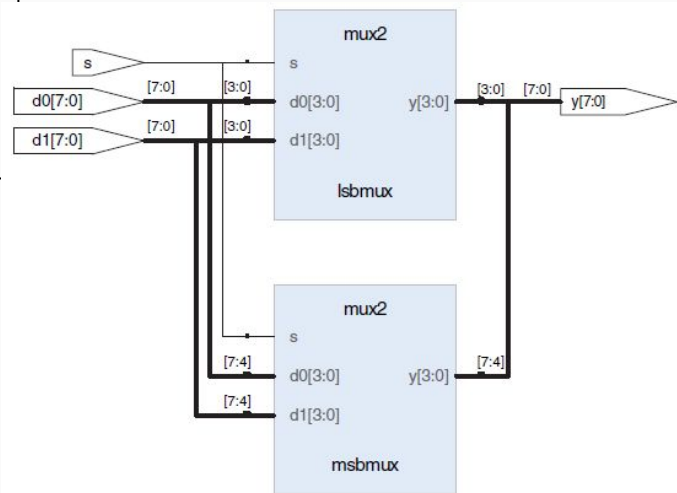 mux2
s
s
[7:0]
[3:0]
[3:0]
[7:0]
d0[7:0]
d0[3:0]
y[3:0]
y[7:0]
[7:0]
[3:0]
d1[7:0]
d1[3:0]
lsbmux
mux2
s
[7:4]
[7:4]
d0[3:0]
y[3:0]
[7:4]
d1[3:0]
msbmux